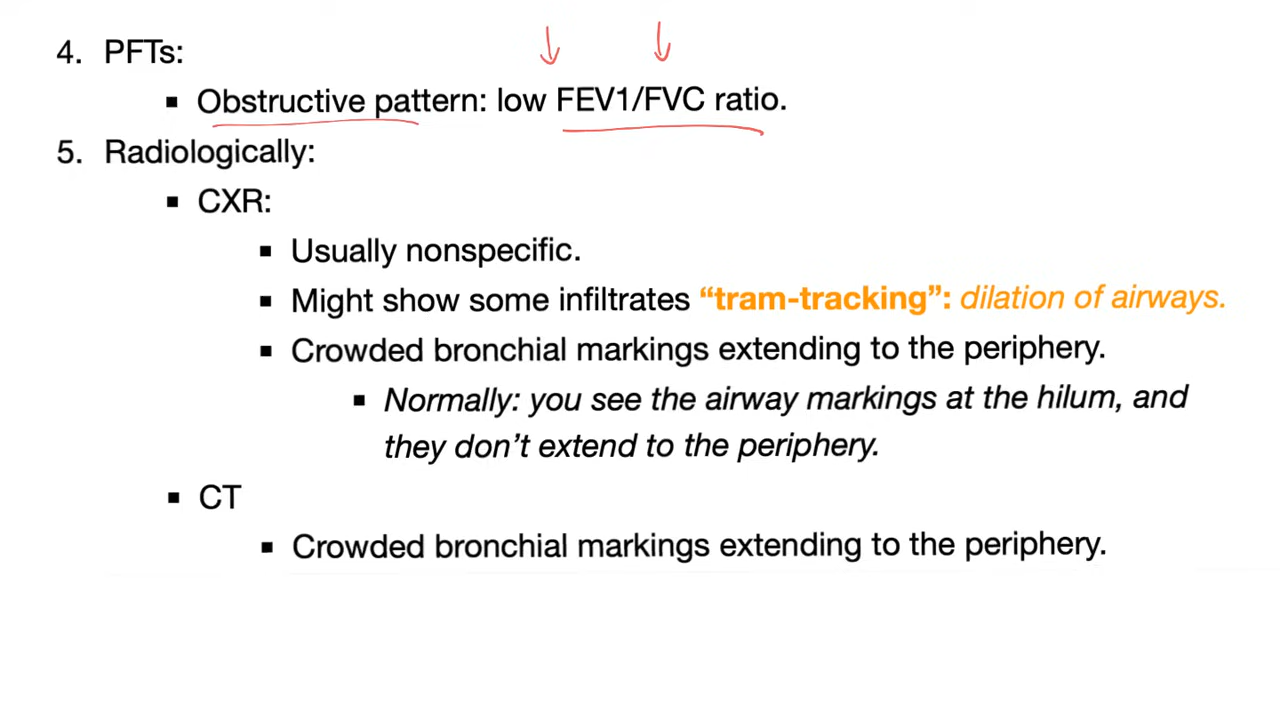 4. PFTs:
▪ Obstructive pattern: low FEV1/FVC ratio.
5. Radiologically:
▪ CXR:
▪ Usually nonspecific.
▪ Might show some infiltrates “tram-tracking”: dilation of airways.
▪ Crowded bronchial markings extending to the periphery.
▪ Normally: you see the airway markings at the hilum, and
they don’t extend to the periphery.
▪ CT
▪ Crowded bronchial markings extending to the periphery.